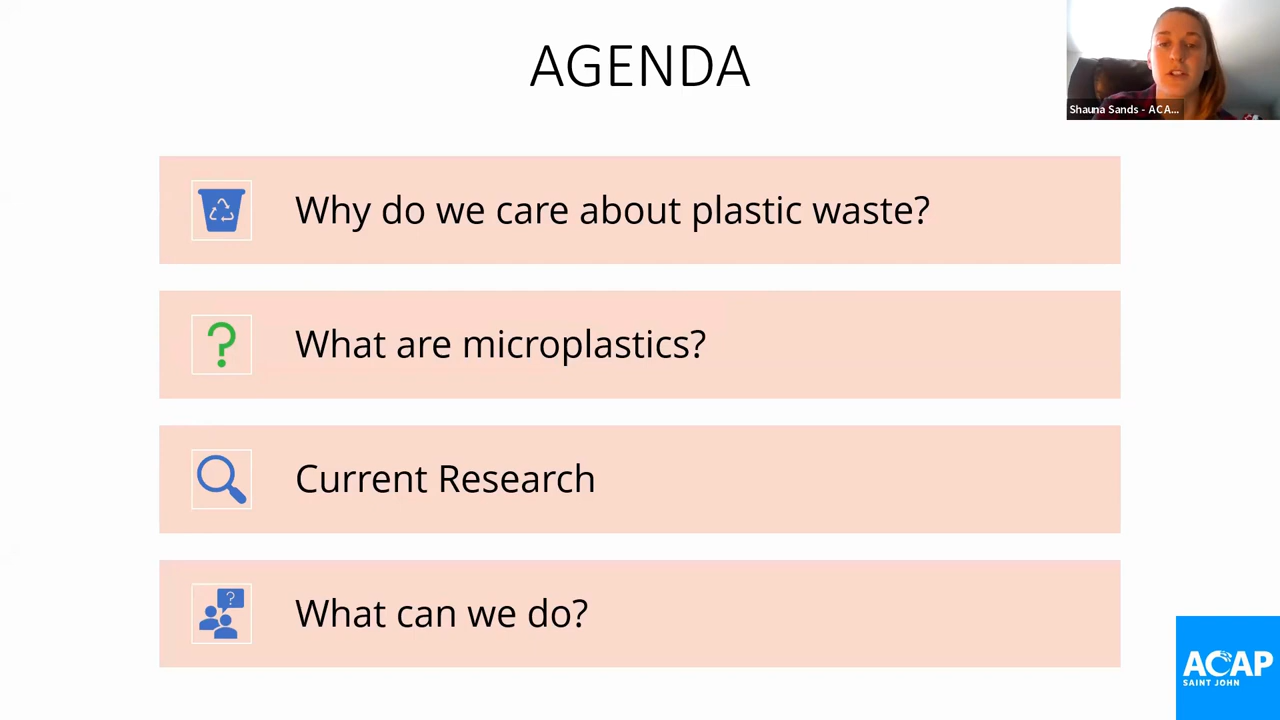 AGENDA
Shauna Sands - ACA...
Why do we care about plastic waste?
?
What are microplastics?
Current Research
?
What can we do?
ACAP
SAINT JOHN